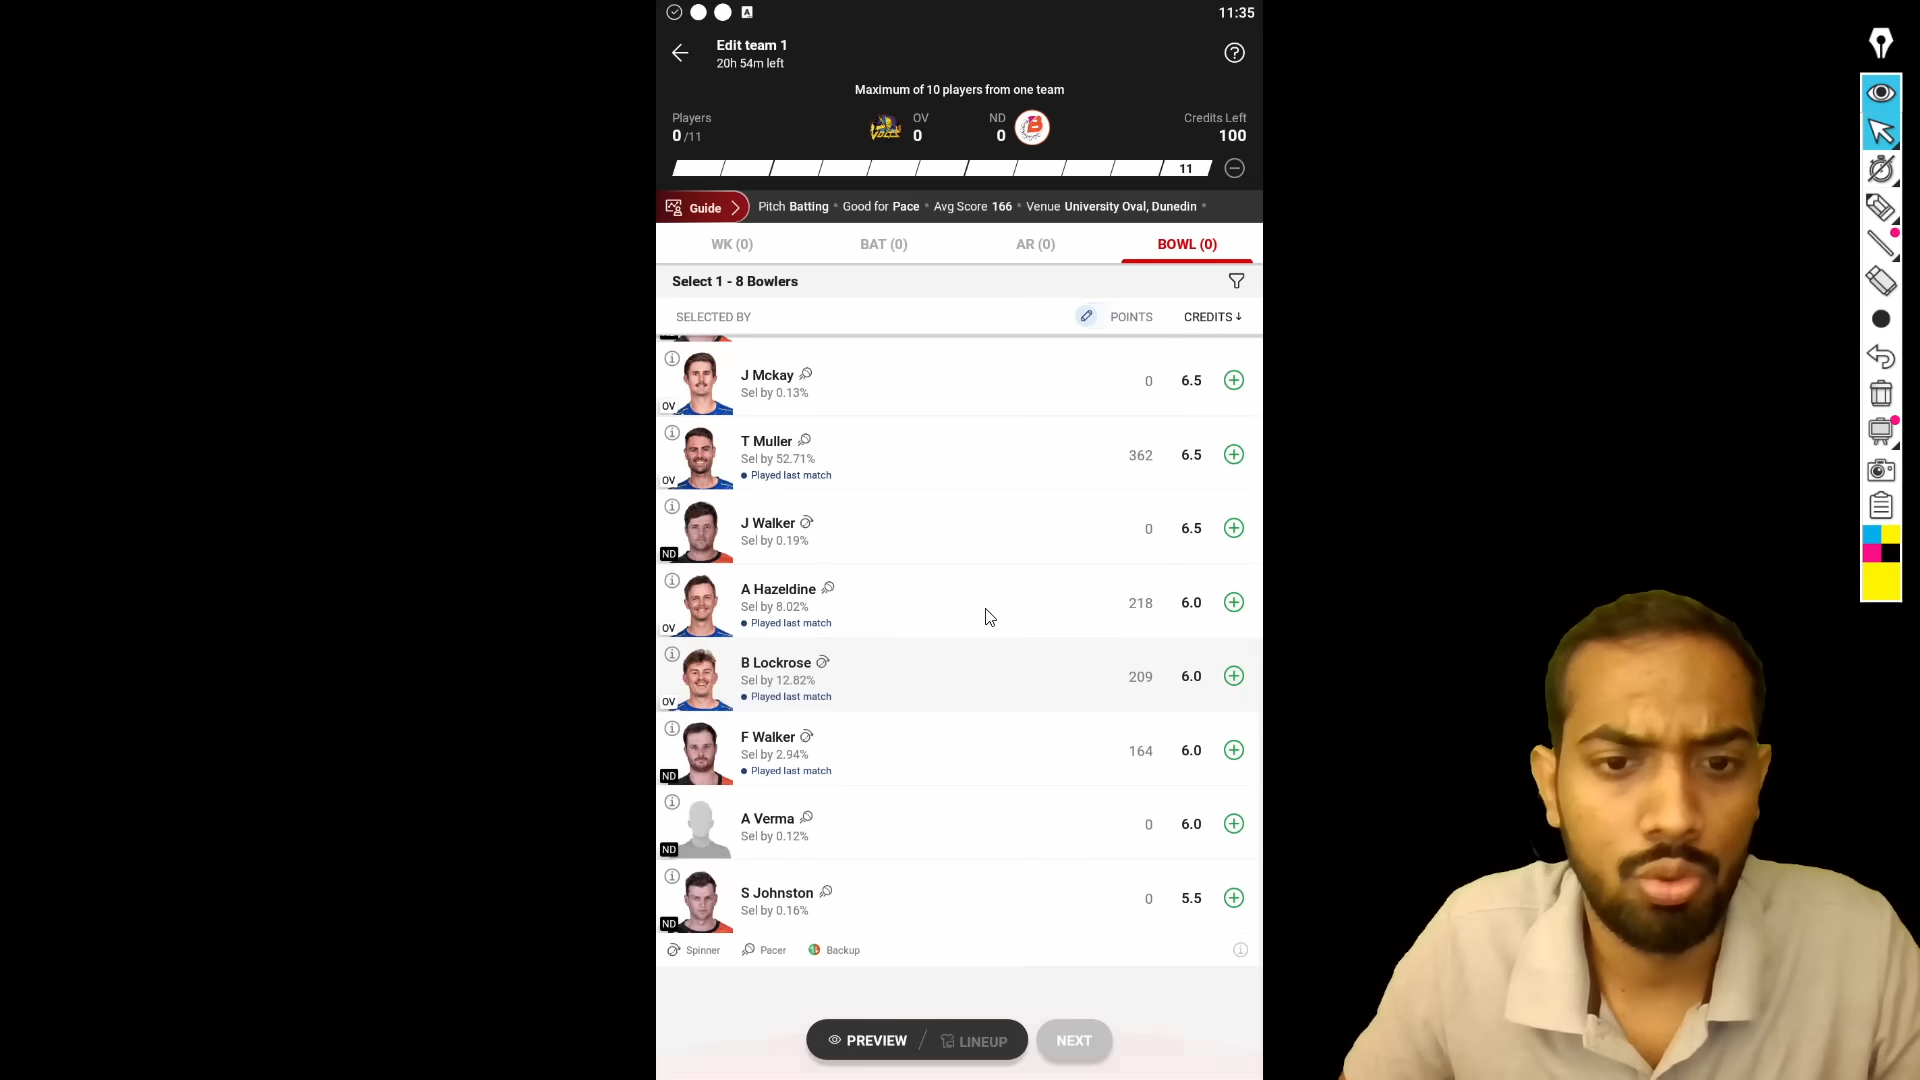 11:35
Edit team 1
20h 54m left
Maximum of 10 players from one team
Players
0 /11
OV
0
ND
0
Credits Left
100
11
Guide
Pitch Batting • Good for Pace • Avg Score 166 • Venue University Oval, Dunedin •
WK (0)
BAT (0)
AR (0)
BOWL (0)
Select 1 - 8 Bowlers
SELECTED BY
POINTS
CREDITS
J Mckay
Sel by 0.13%
OV
0
6.5
T Muller
Sel by 52.71%
Played last match
OV
362
6.5
J Walker
Sel by 0.19%
ND
0
6.5
A Hazeldine
Sel by 8.02%
Played last match
OV
218
6.0
B Lockrose
Sel by 12.82%
Played last match
OV
209
6.0
F Walker
Sel by 2.94%
Played last match
ND
164
6.0
A Verma
Sel by 0.12%
ND
0
6.0
S Johnston
Sel by 0.16%
ND
0
5.5
Spinner
Pacer
Backup
PREVIEW / LINEUP
NEXT